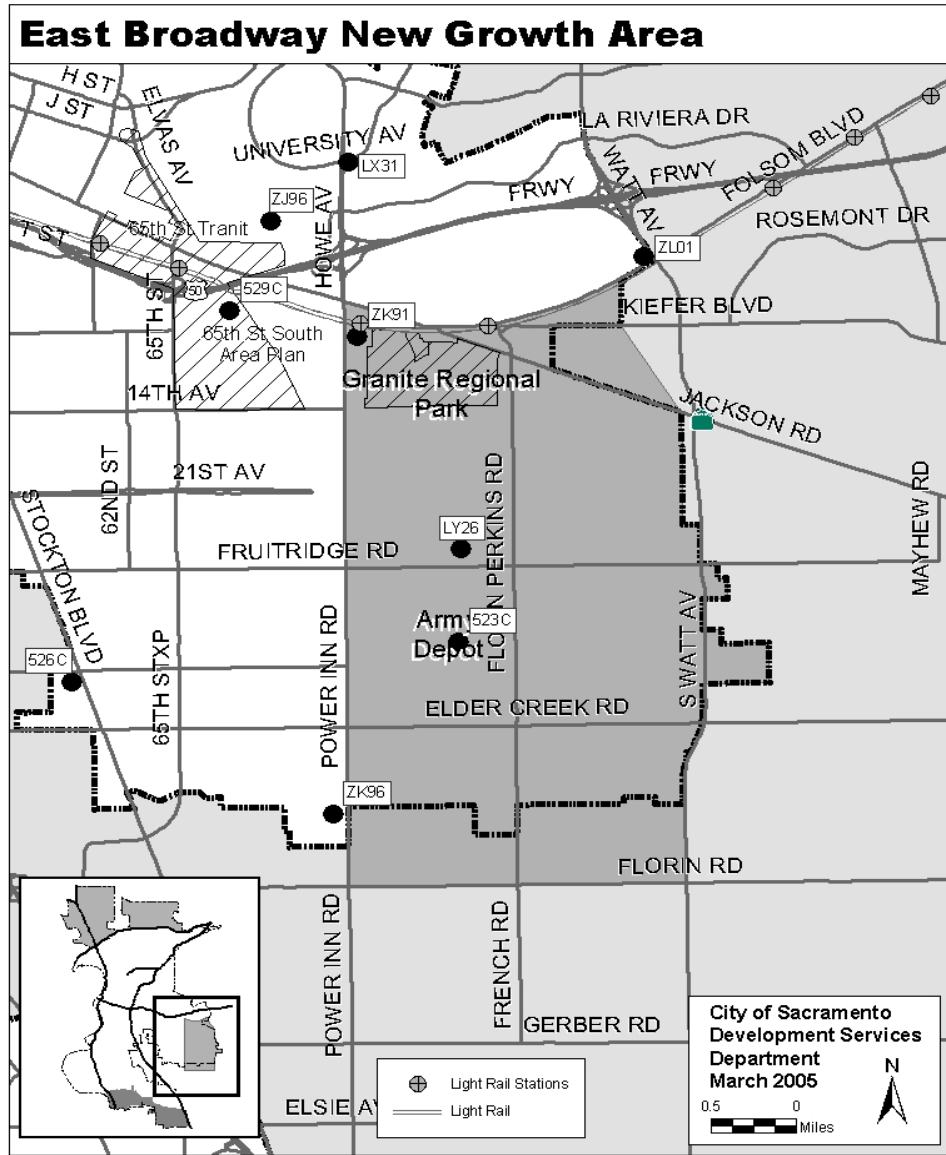 East Broadway New Growth Area
H ST
J ST
ELVAS AV
UNIVERSITY AV
LX31
LA RIVIERA DR
WATT AV
FOLSOM BLVD
FRWY
FRWY
ZJ96
HOWE AV
ROSEMONT DR
65th St Tranit
T ST
ZL01
50
529C
65TH ST
65th St South
Area Plan
ZK91
KIEFER BLVD
Granite Regional
Park
14TH AV
JACKSON RD
62ND ST
21ST AV
STOCKTON BLVD
LY26
FRUITRIDGE RD
MAYHEW RD
POWER INN RD
Army
Depot
523C
S WATT AV
526C
65TH STXP
ELDER CREEK RD
ZK96
FLORIN RD
POWER INN RD
FRENCH RD
GERBER RD
ELSIE
Light Rail Stations
Light Rail
City of Sacramento
Development Services
Department
March 2005
N
0.5 0
Miles